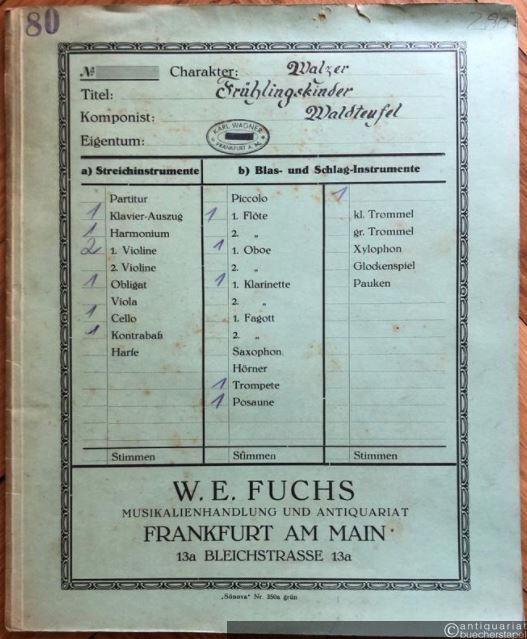 80
290
№ Charakter: Walzer
Titel: Frühlingskinder
Komponist: Waldteufel
Eigentum: KARL WAGNER FRANKFURT A. M.
a) Streichinstrumente b) Blas- und Schlag-Instrumente
Partitur
1 Klavier-Auszug
1 Harmonium
2 1. Violine
2. Violine
1 Obligat
Viola
1 Cello
1 Kontrabaß
Harfe
Stimmen
Piccolo
1 1. Flöte
2. „
1 1. Oboe
2. „
1 1. Klarinette
2. „
1. Fagott
2. „
Saxophon
Hörner
1 Trompete
1 Posaune
Stimmen
1
kl. Trommel
gr. Trommel
Xylophon
Glockenspiel
Pauken
Stimmen
W. E. FUCHS
MUSIKALIENHANDLUNG UND ANTIQUARIAT
FRANKFURT AM MAIN
13a BLEICHSTRASSE 13a
„Sönova“ Nr. 350a grün
© antiquariat
buecherstapel